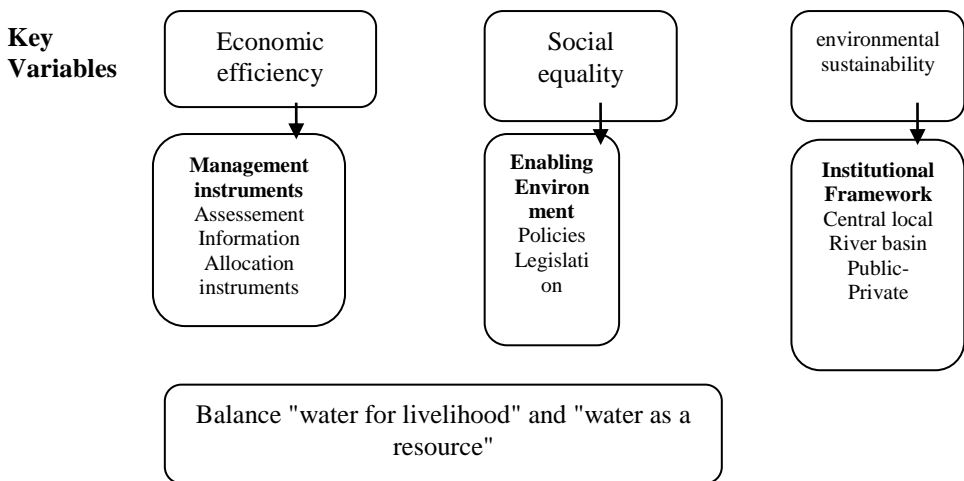 Key
Variables
Economic
efficiency
Social
equality
environmental
sustainability
Management
instruments
Assessement
Information
Allocation
instruments
Enabling
Environ
ment
Policies
Legislati
on
Institutional
Framework
Central local
River basin
Public-
Private
Balance "water for livelihood" and "water as a
resource"